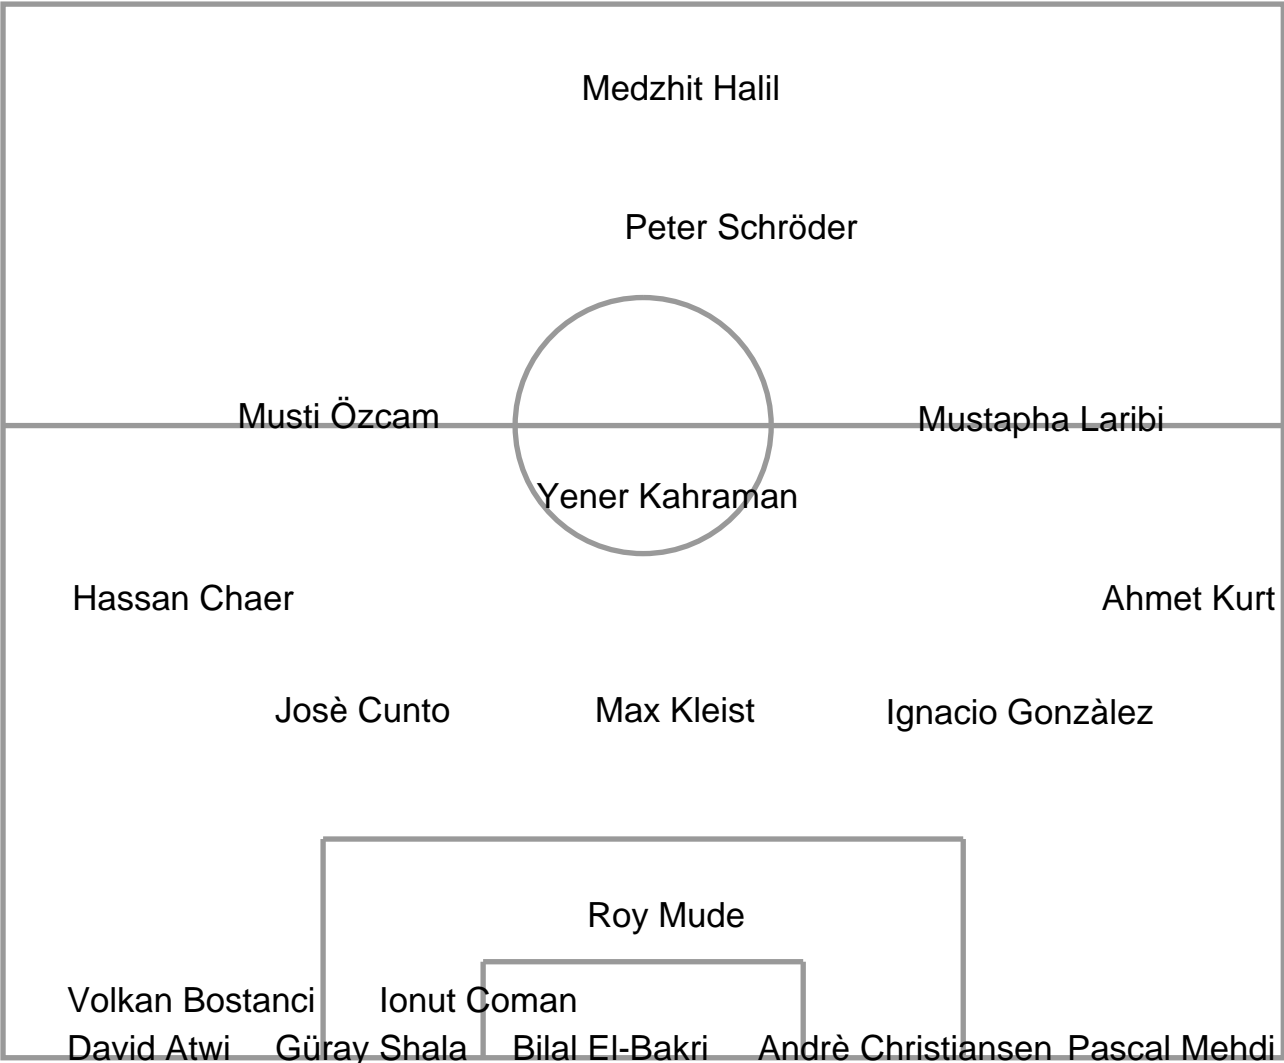 Medzhit Halil
Peter Schröder
Musti Özcam
Mustapha Laribi
Yener Kahraman
Hassan Chaer
Ahmet Kurt
Josè Cunto
Max Kleist
Ignacio Gonzàlez
Roy Mude
Volkan Bostanci
Ionut Coman
David Atwi
Güray Shala
Bilal El-Bakri
Andrè Christiansen
Pascal Mehdi